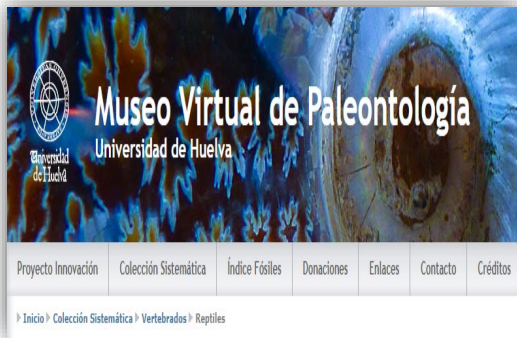 Museo Virtual de Paleontología
Universidad de Huelva
Universidad
de Huelva
Proyecto Innovación Colección Sistemática Índice Fósiles Donaciones Enlaces Contacto Créditos
Inicio Colección Sistemática Vertebrados Reptiles